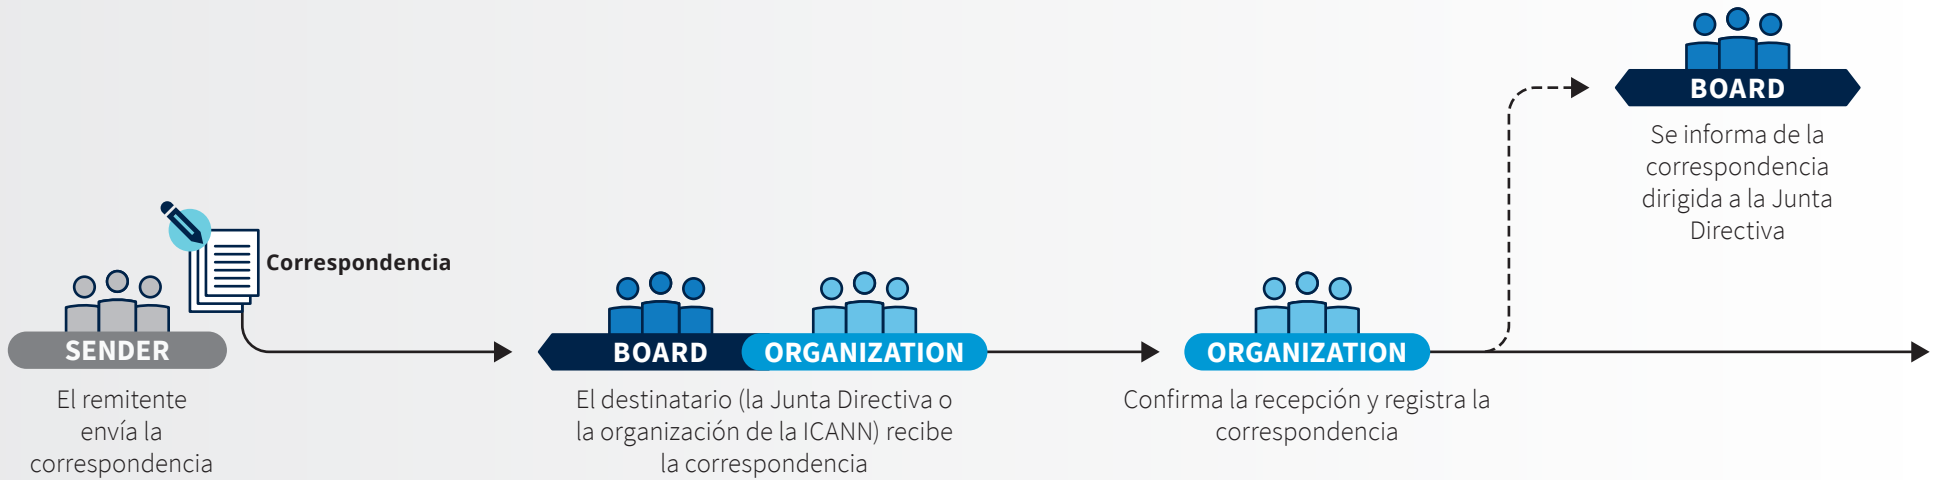 Correspondencia
SENDER
El remitente
envía la
correspondencia
BOARD
ORGANIZATION
El destinatario (la Junta Directiva o
la organización de la ICANN) recibe
la correspondencia
ORGANIZATION
Confirma la recepción y registra la
correspondencia
BOARD
Se informa de la
correspondencia
dirigida a la Junta
Directiva